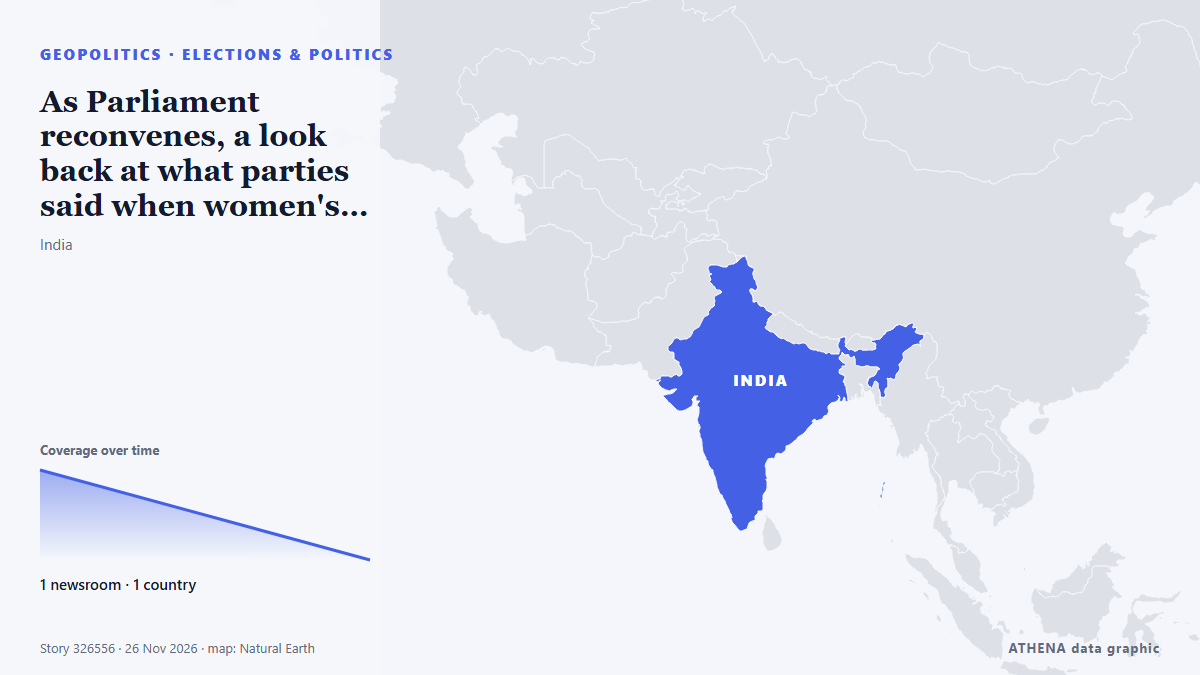 GEOPOLITICS · ELECTIONS & POLITICS
As Parliament
reconvenes, a look
back at what parties
said when women's...
India
INDIA
Coverage over time
1 newsroom · 1 country
Story 326556 · 26 Nov 2026 · map: Natural Earth
ATHENA data graphic